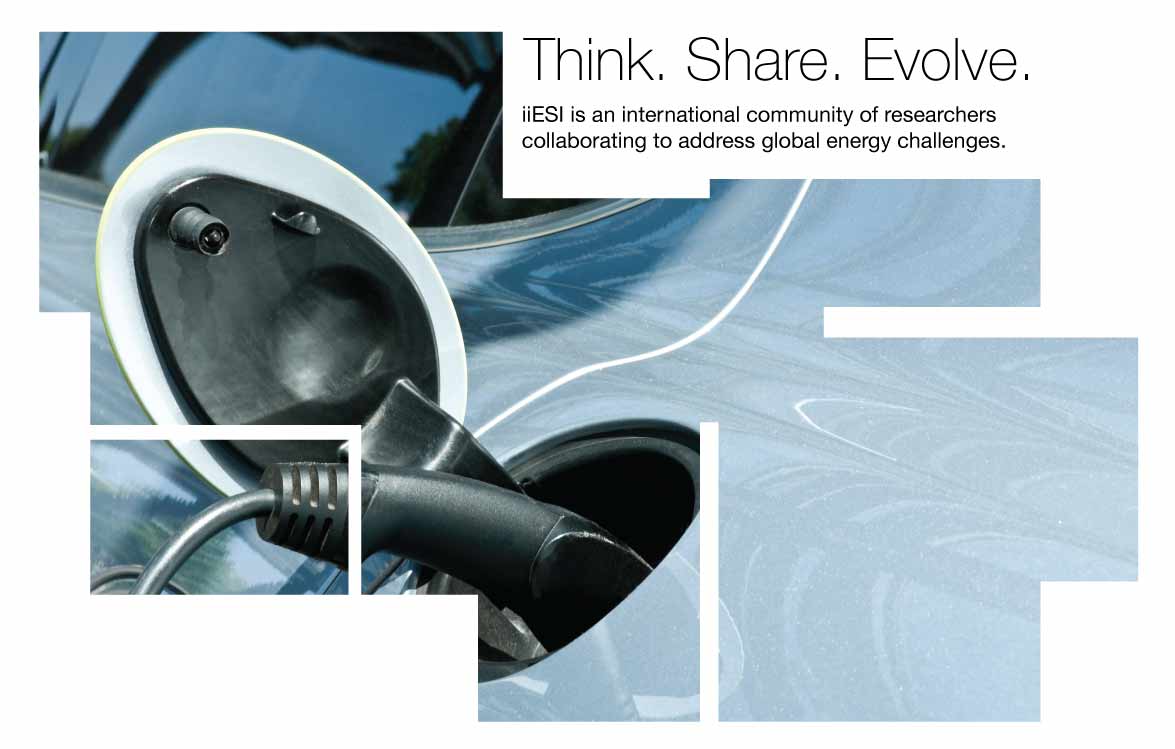 Think. Share. Evolve.
iiESI is an international community of researchers
collaborating to address global energy challenges.